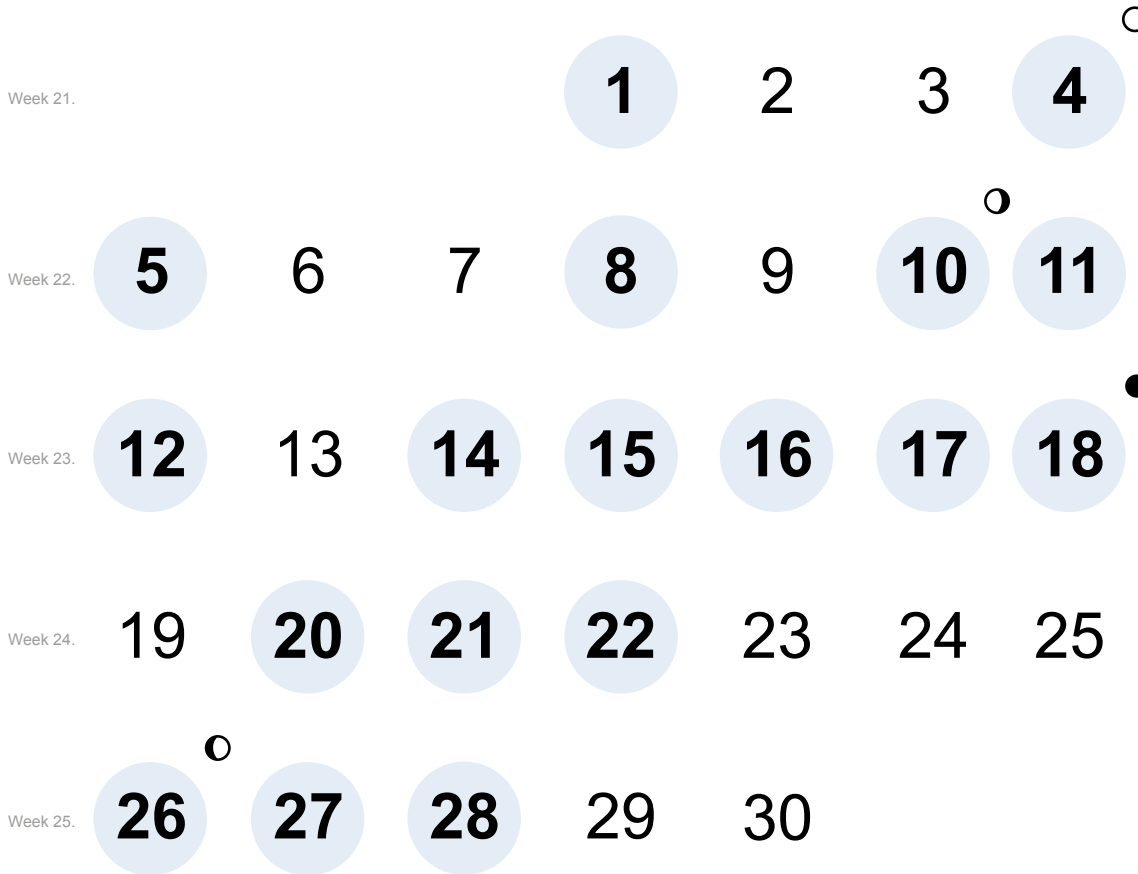 Week 21. 1 2 3 4
Week 22. 5 6 7 8 9 10 11
Week 23. 12 13 14 15 16 17 18
Week 24. 19 20 21 22 23 24 25
Week 25. 26 27 28 29 30